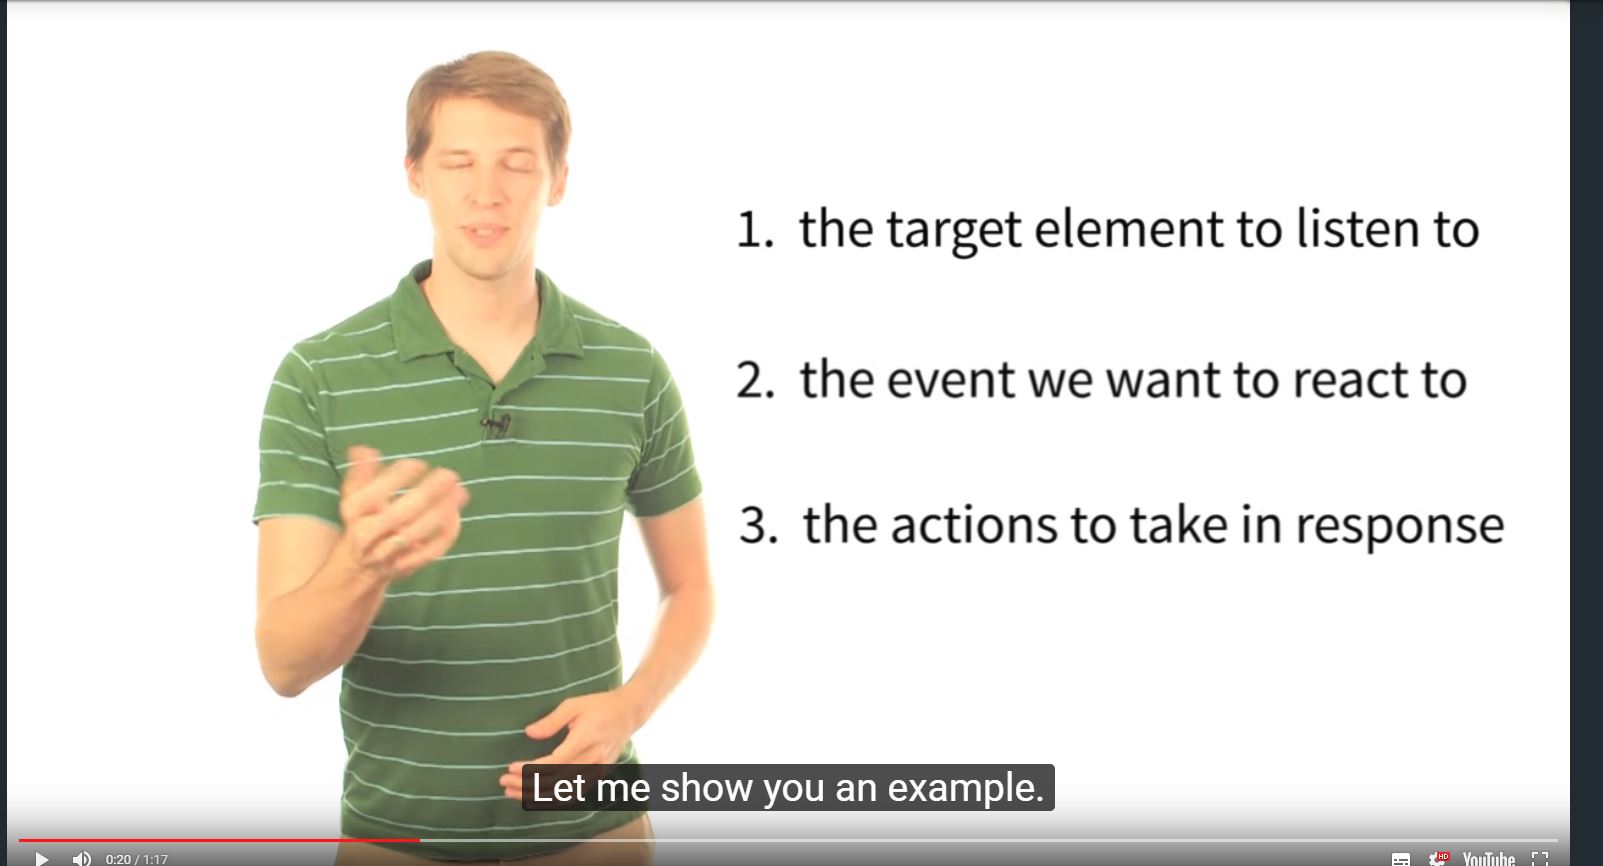 1. the target element to listen to
2. the event we want to react to
3. the actions to take in response
Let me show you an example.
0:20 / 1:17
HD
YouTube